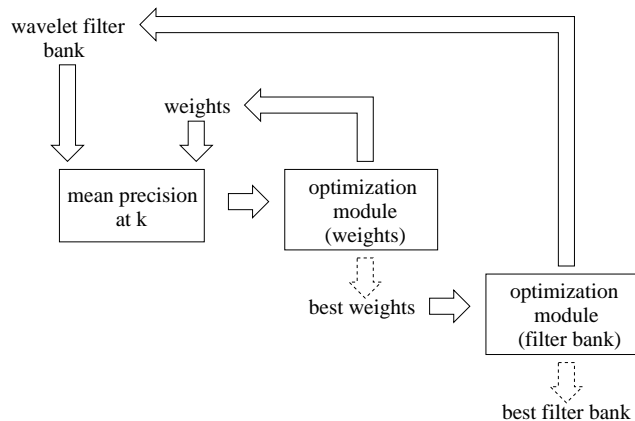 wavelet filter
bank
weights
mean precision
at k
optimization
module
(weights)
best weights
optimization
module
(filter bank)
best filter bank